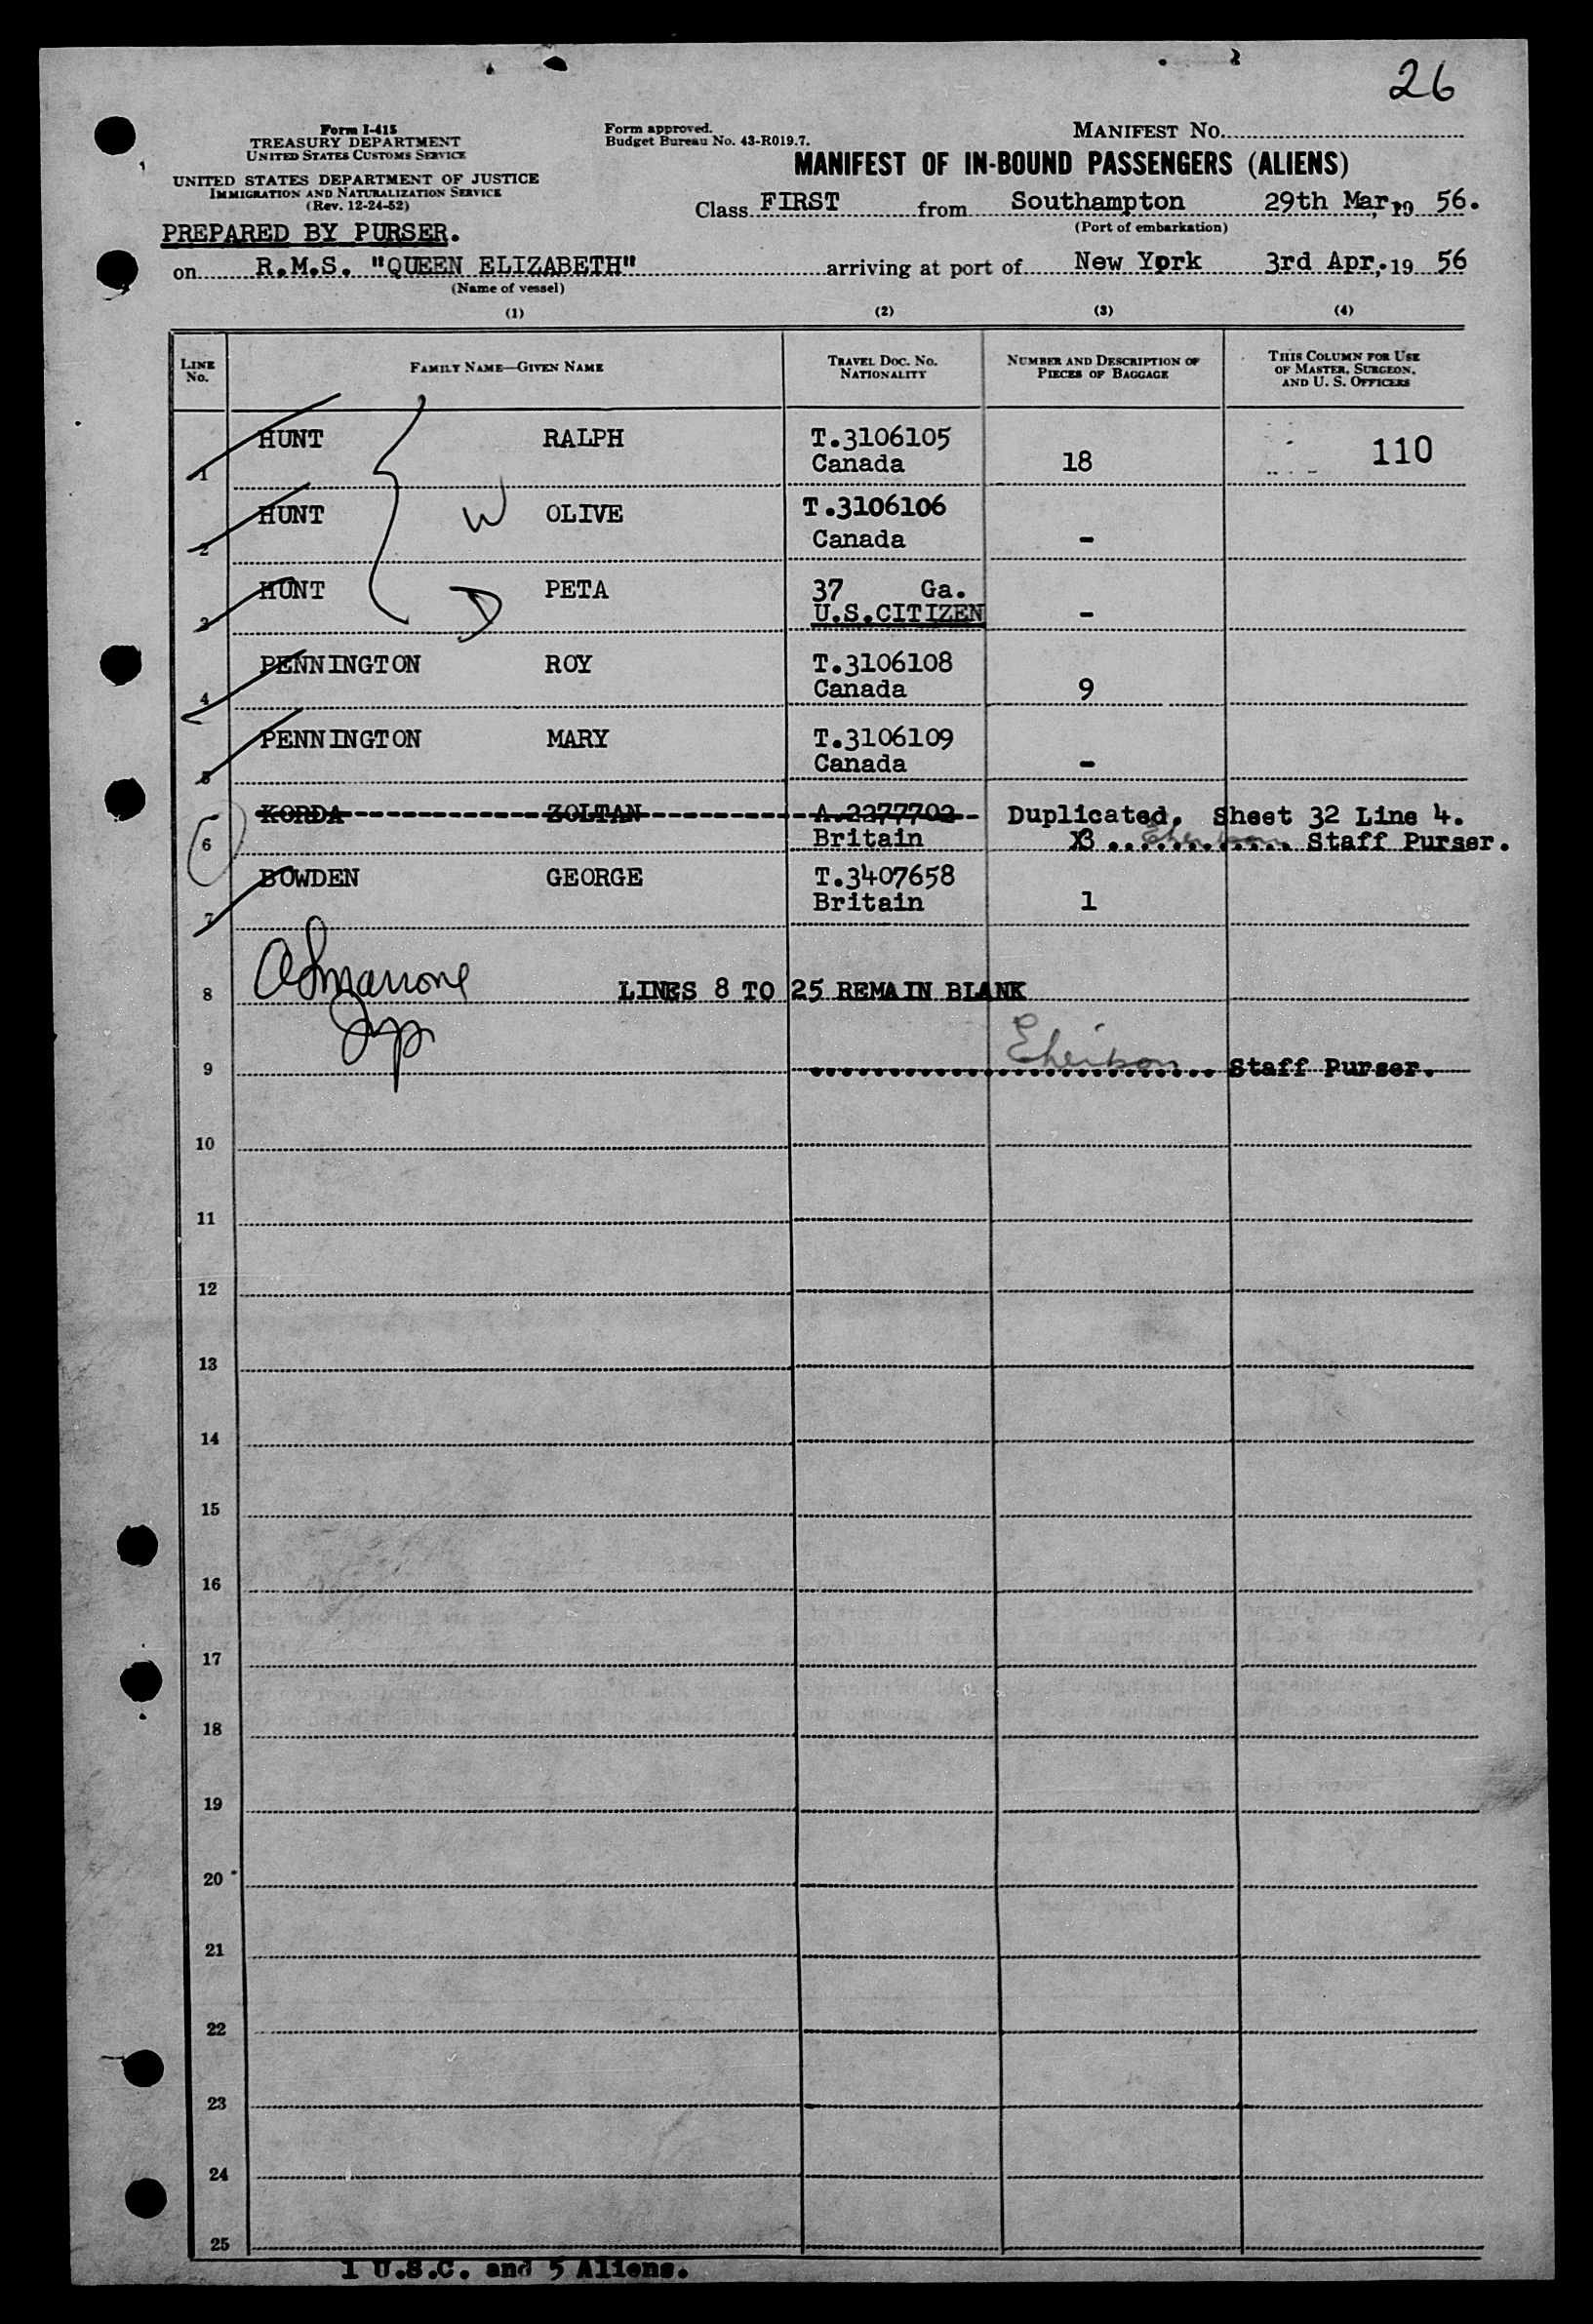 26
Form I-415
TREASURY DEPARTMENT
UNITED STATES CUSTOMS SERVICE
UNITED STATES DEPARTMENT OF JUSTICE
IMMIGRATION AND NATURALIZATION SERVICE
(Rev. 12-24-52)
Form approved.
Budget Bureau No. 43-R019.7.
MANIFEST NO.
MANIFEST OF IN-BOUND PASSENGERS (ALIENS)
Class FIRST from Southampton 29th Mar, 19 56.
(Port of embarkation)
PREPARED BY PURSER.
on R.M.S. "QUEEN ELIZABETH" arriving at port of New York 3rd Apr., 19 56
(Name of vessel)
(1) (2) (3) (4)
LINE NO.
FAMILY NAME—GIVEN NAME
TRAVEL DOC. NO. NATIONALITY
NUMBER AND DESCRIPTION OF PIECES OF BAGGAGE
THIS COLUMN FOR USE OF MASTER, SURGEON, AND U. S. OFFICERS
1 HUNT RALPH T.3106105 Canada 18 110
2 HUNT W OLIVE T.3106106 Canada -
3 HUNT D PETA 37 Ga. U.S.CITIZEN -
4 PENNINGTON ROY T.3106108 Canada 9
5 PENNINGTON MARY T.3106109 Canada -
6 KORDA ZOLTAN A.2277702 Britain Duplicated. Sheet 32 Line 4.
Staff Purser.
7 BOWDEN GEORGE T.3407658 Britain 1
8 LINES 8 TO 25 REMAIN BLANK
9 Staff Purser.
10
11
12
13
14
15
16
17
18
19
20
21
22
23
24
25
1 U.S.C. and 5 Aliens.